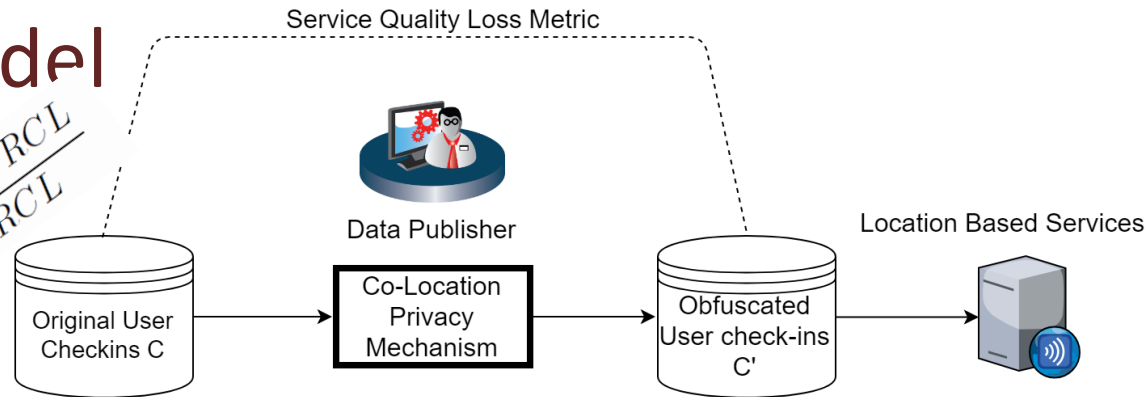 Service Quality Loss Metric
del
RCL
RCL
Data Publisher
Location Based Services
Original User
Checkins C
Co-Location
Privacy
Mechanism
Obfuscated
User check-ins
C'